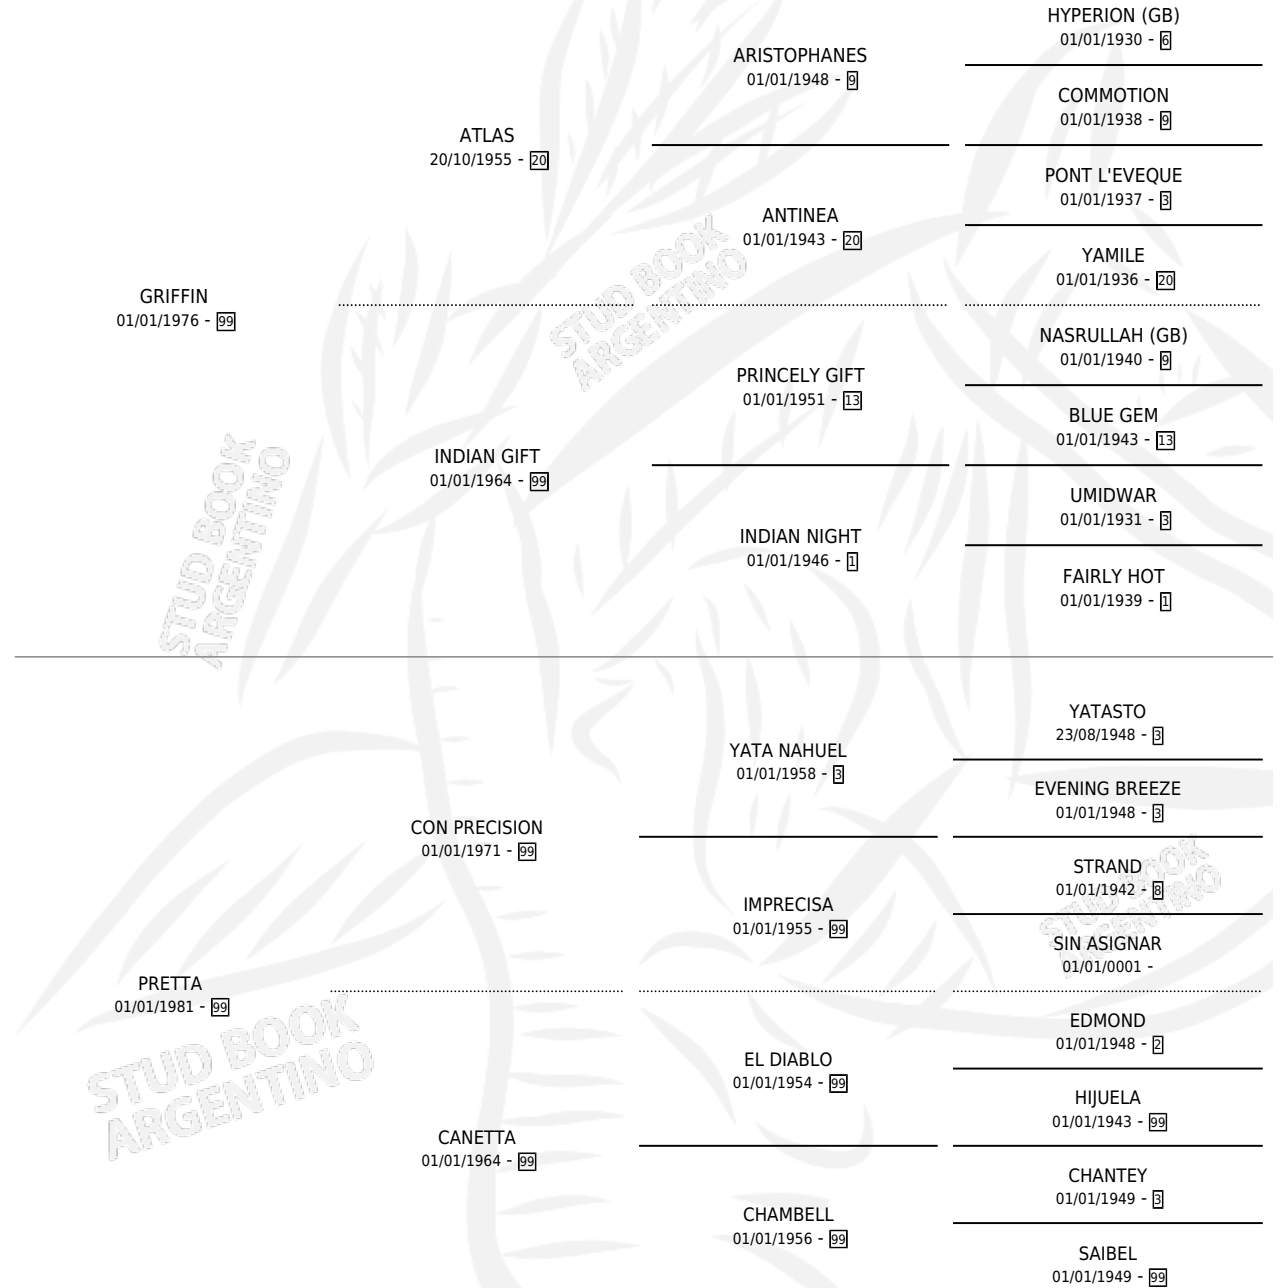 HYPERION (GB)
01/01/1930 - 6
ARISTOPHANES
01/01/1948 - 9
COMMOTION
01/01/1938 - 9
ATLAS
20/10/1955 - 20
PONT L'EVEQUE
01/01/1937 - 3
ANTINEA
01/01/1943 - 20
YAMILE
01/01/1936 - 20
GRIFFIN
01/01/1976 - 99
NASRULLAH (GB)
01/01/1940 - 9
PRINCELY GIFT
01/01/1951 - 13
BLUE GEM
01/01/1943 - 13
INDIAN GIFT
01/01/1964 - 99
UMIDWAR
01/01/1931 - 3
INDIAN NIGHT
01/01/1946 - 1
FAIRLY HOT
01/01/1939 - 1
YATASTO
23/08/1948 - 3
YATA NAHUEL
01/01/1958 - 3
EVENING BREEZE
01/01/1948 - 3
CON PRECISION
01/01/1971 - 99
STRAND
01/01/1942 - 8
IMPRECISA
01/01/1955 - 99
SIN ASIGNAR
01/01/0001 -
PRETTA
01/01/1981 - 99
EDMOND
01/01/1948 - 2
EL DIABLO
01/01/1954 - 99
HIJUELA
01/01/1943 - 99
CANETTA
01/01/1964 - 99
CHANTEY
01/01/1949 - 3
CHAMBELL
01/01/1956 - 99
SAIBEL
01/01/1949 - 99
STUD BOOK
ARGENTINO
STUD BOOK
ARGENTINO
STUD BOOK
ARGENTINO
STUD BOOK
ARGENTINO